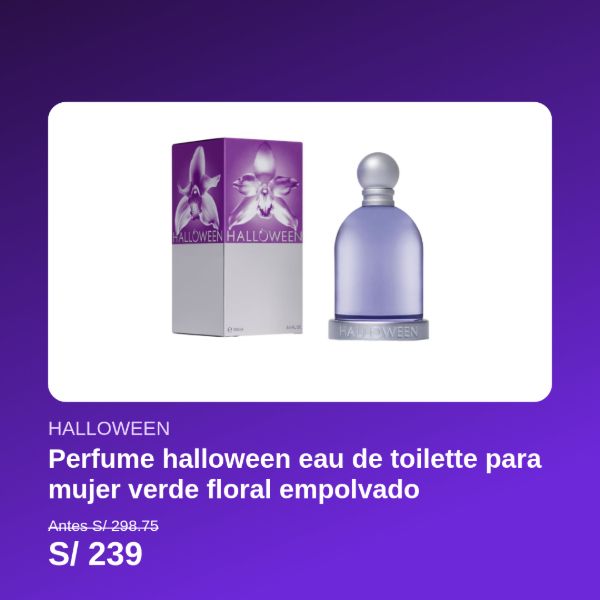 HALLOWEEN HALLOWEEN
HALLOWEEN
HALLOWEEN
Perfume halloween eau de toilette para
mujer verde floral empolvado
Antes S/ 298.75
S/ 239